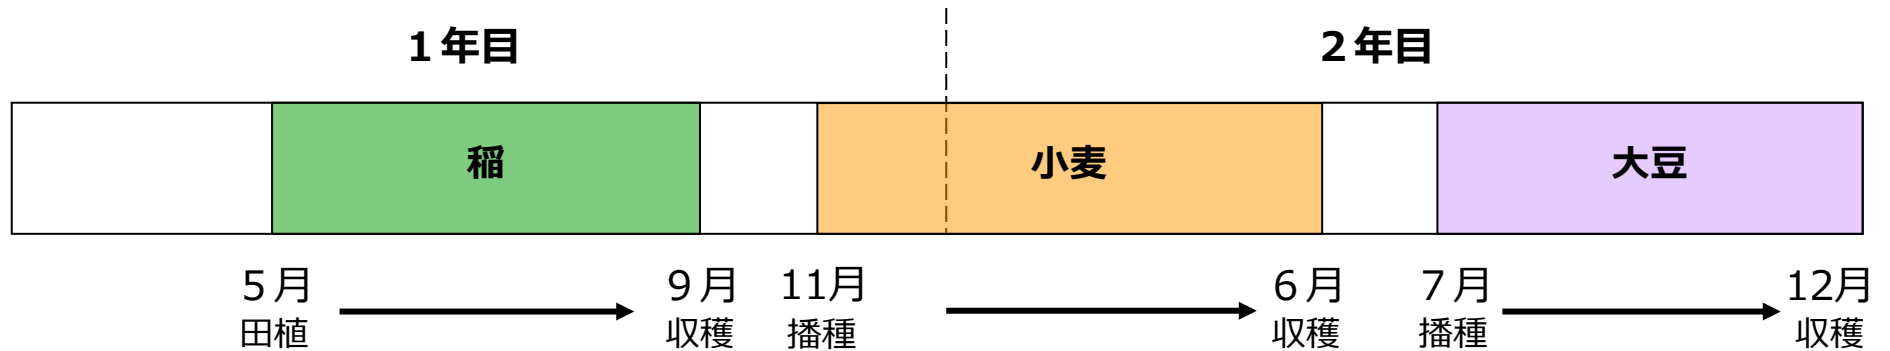 １年目
２年目
稲
小麦
大豆
５月
田植
９月
収穫
11月
播種
６月
収穫
７月
播種
12月
収穫